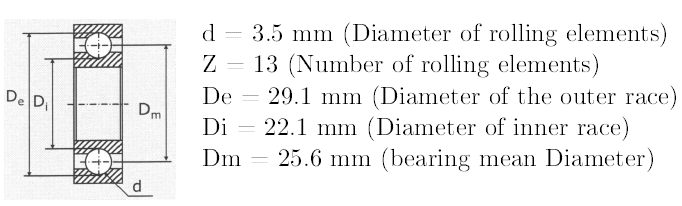 De
Di
Dm
d
d = 3.5 mm (Diameter of rolling elements)
Z = 13 (Number of rolling elements)
De = 29.1 mm (Diameter of the outer race)
Di = 22.1 mm (Diameter of inner race)
Dm = 25.6 mm (bearing mean Diameter)